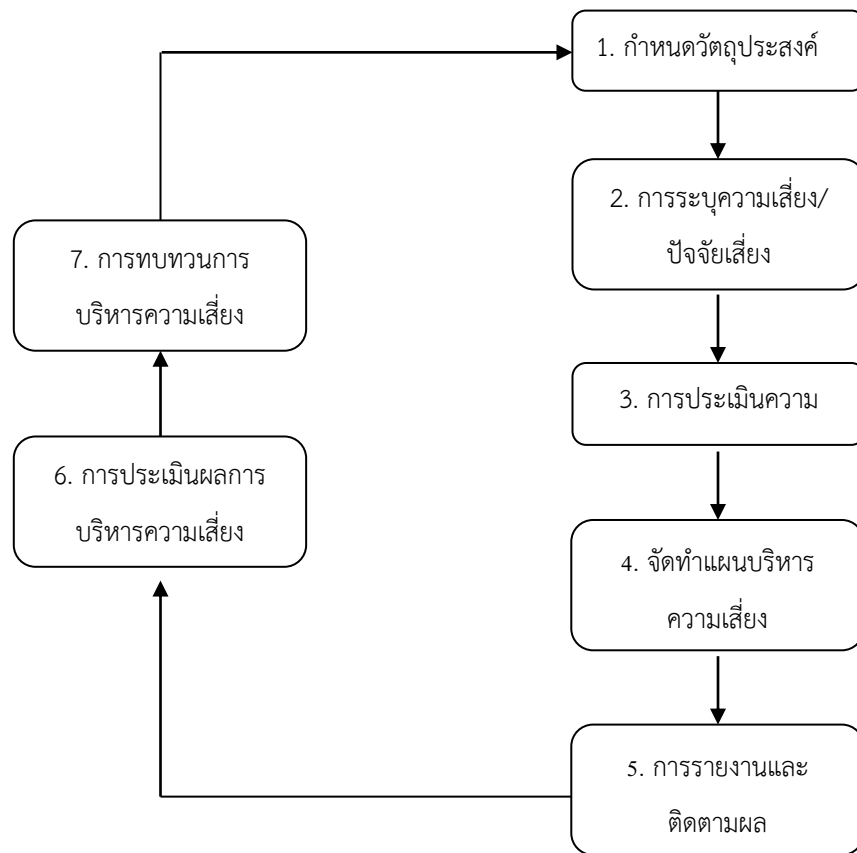 1. กำหนดวัตถุประสงค์
2. การระบุความเสี่ยง/
ปัจจัยเสี่ยง
3. การประเมินความ
4. จัดทำแผนบริหาร
ความเสี่ยง
5. การรายงานและ
ติดตามผล
6. การประเมินผลการ
บริหารความเสี่ยง
7. การทบทวนการ
บริหารความเสี่ยง